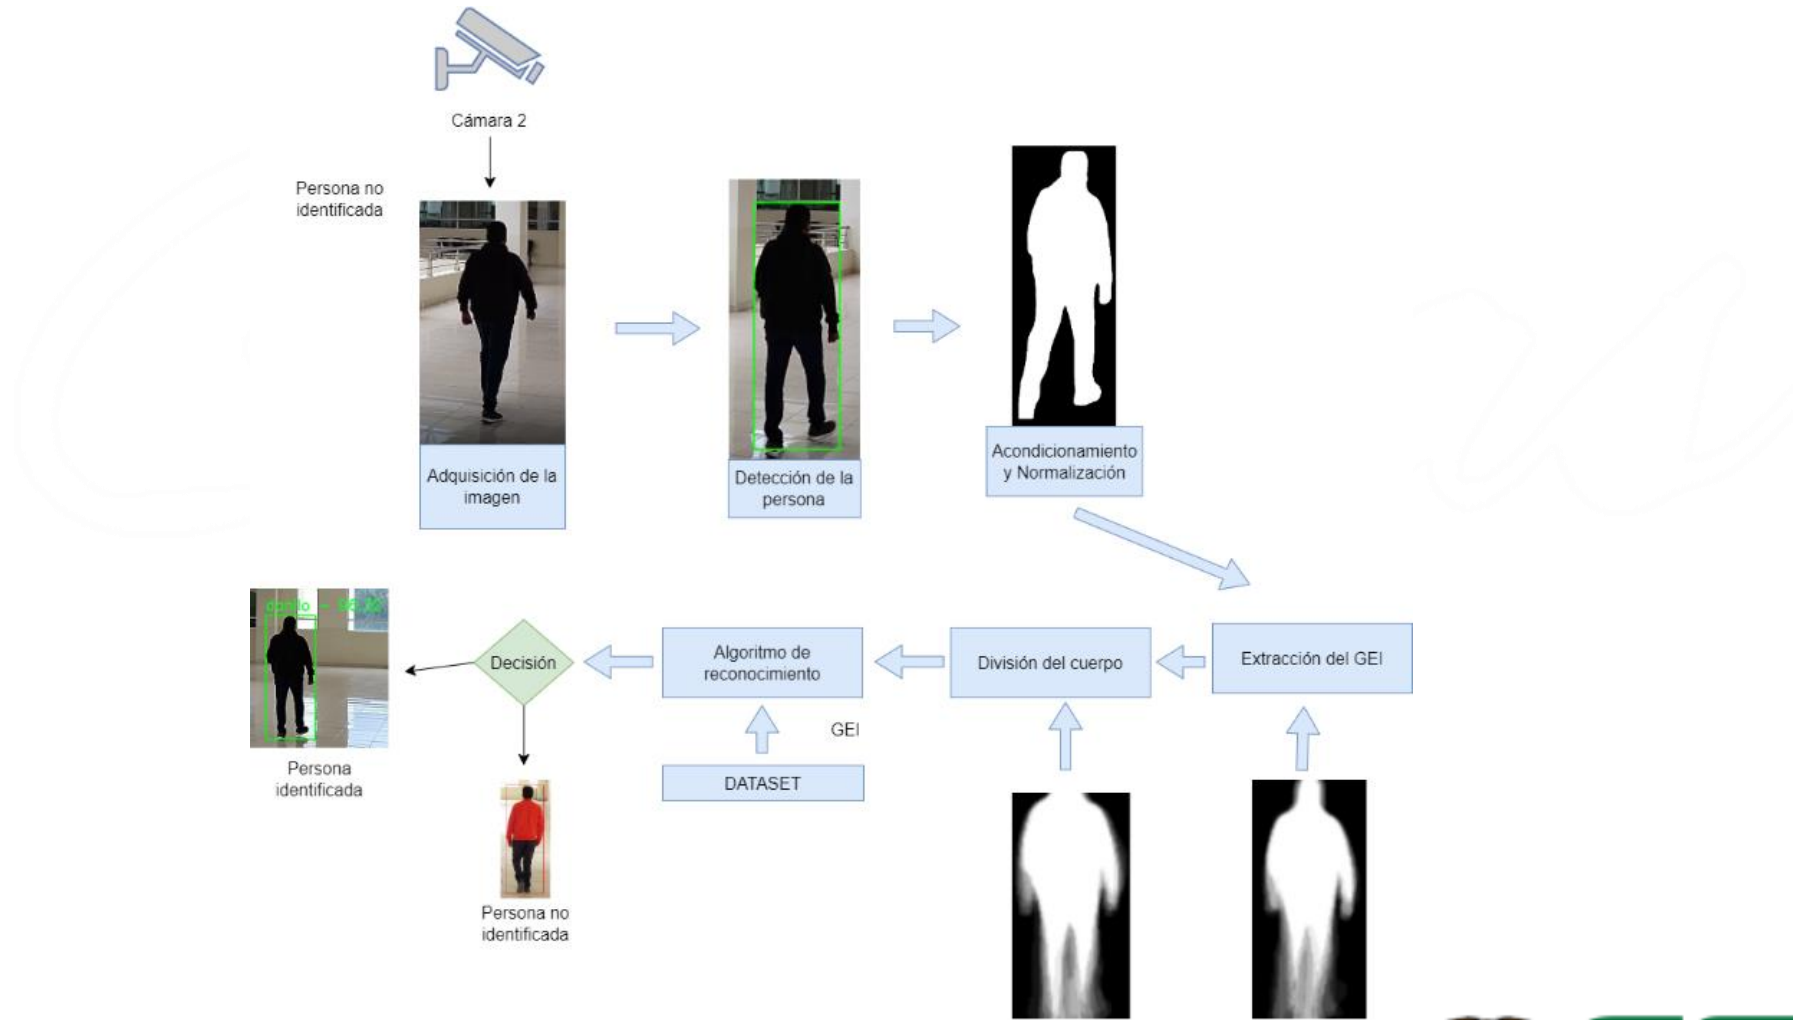 Cámara 2
Persona no
identificada
Adquisición de la
imagen
Detección de la
persona
Acondicionamiento
y Normalización
Extracción del GEI
División del cuerpo
Algoritmo de
reconocimiento
GEI
DATASET
Decisión
Persona
identificada
Persona no
identificada